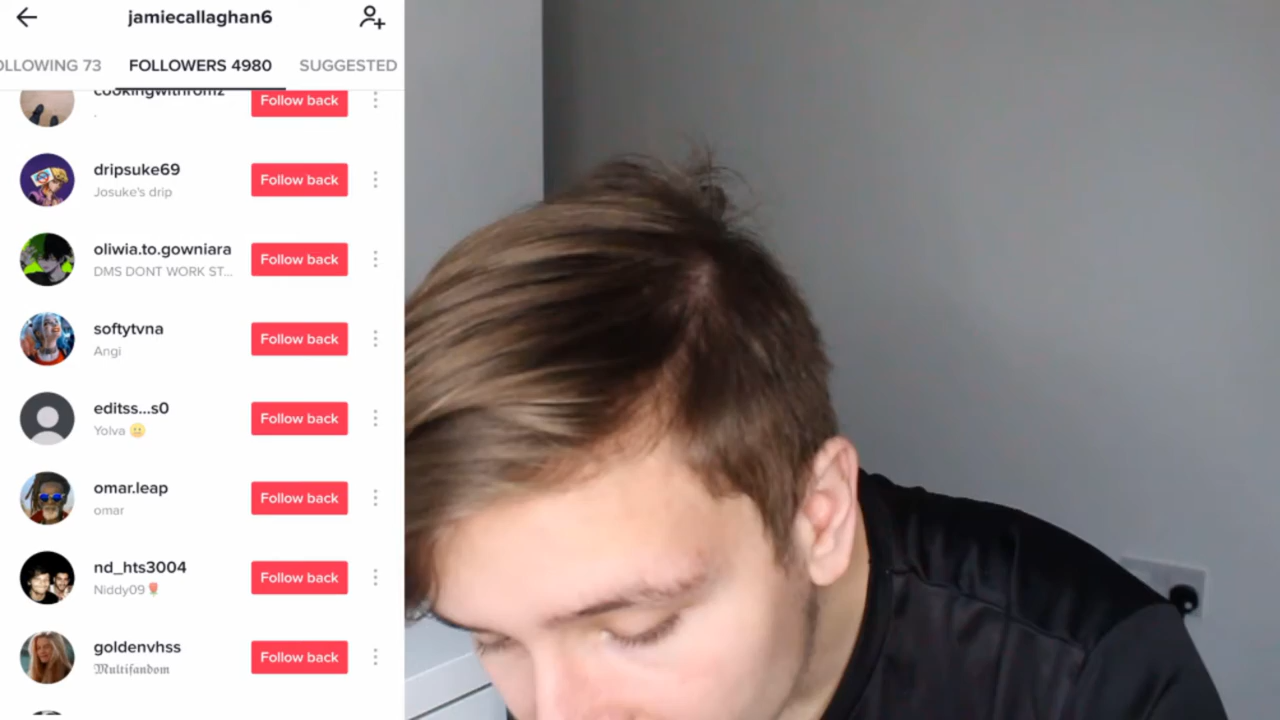 jamiecallaghan6
OLLOWING 73 FOLLOWERS 4980 SUGGESTED
cookingwithromz Follow back
.
dripsuke69
Josuke's drip
Follow back
oliwia.to.gowniara
DMS DONT WORK ST...
Follow back
softytvna
Angi
Follow back
editss...s0
Yolva 😐
Follow back
omar.leap
omar
Follow back
nd_hts3004
Niddy09🌹
Follow back
goldenvhss
𝕸𝖚𝖑𝖙𝖎𝖋𝖆𝖓𝖉𝖔𝖒
Follow back